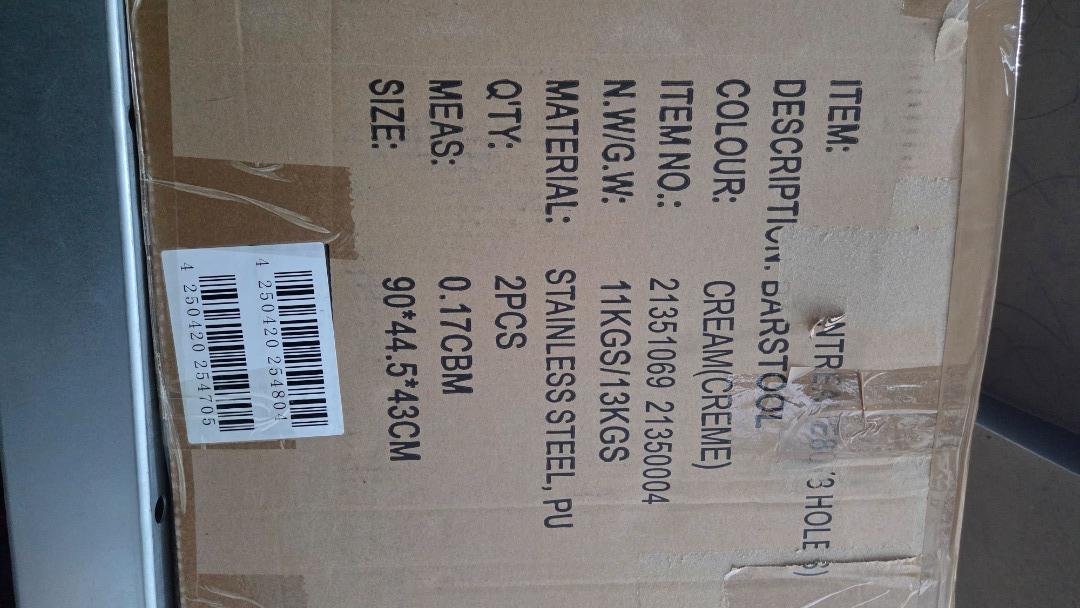 ITEM:
DESCRIPTION: BARSTOOL
COLOUR: CREAM(CREME)
ITEM NO.: 21351069 21350004
N.W/G.W: 11KGS/13KGS
MATERIAL: STAINLESS STEEL, PU
Q'TY: 2PCS
MEAS: 0.17CBM
SIZE: 90*44.5*43CM
4 250420 254804
4 250420 254705